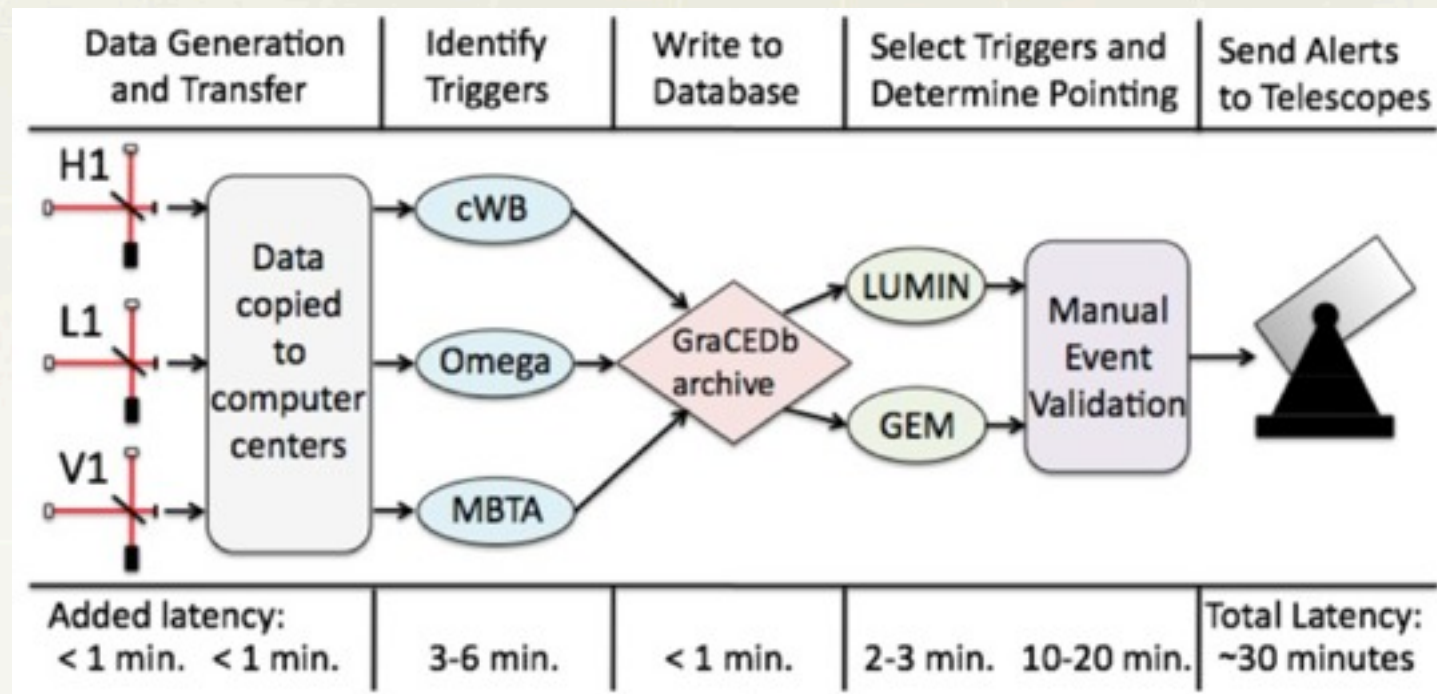 Data Generation
and Transfer
Identify
Triggers
Write to
Database
Select Triggers and
Determine Pointing
Send Alerts
to Telescopes
H1
L1
V1
Data
copied
to
computer
centers
cWB
Omega
MBTA
GraCEDb
archive
LUMIN
GEM
Manual
Event
Validation
Added latency:
< 1 min. < 1 min.
3-6 min.
< 1 min.
2-3 min. 10-20 min.
Total Latency:
~30 minutes